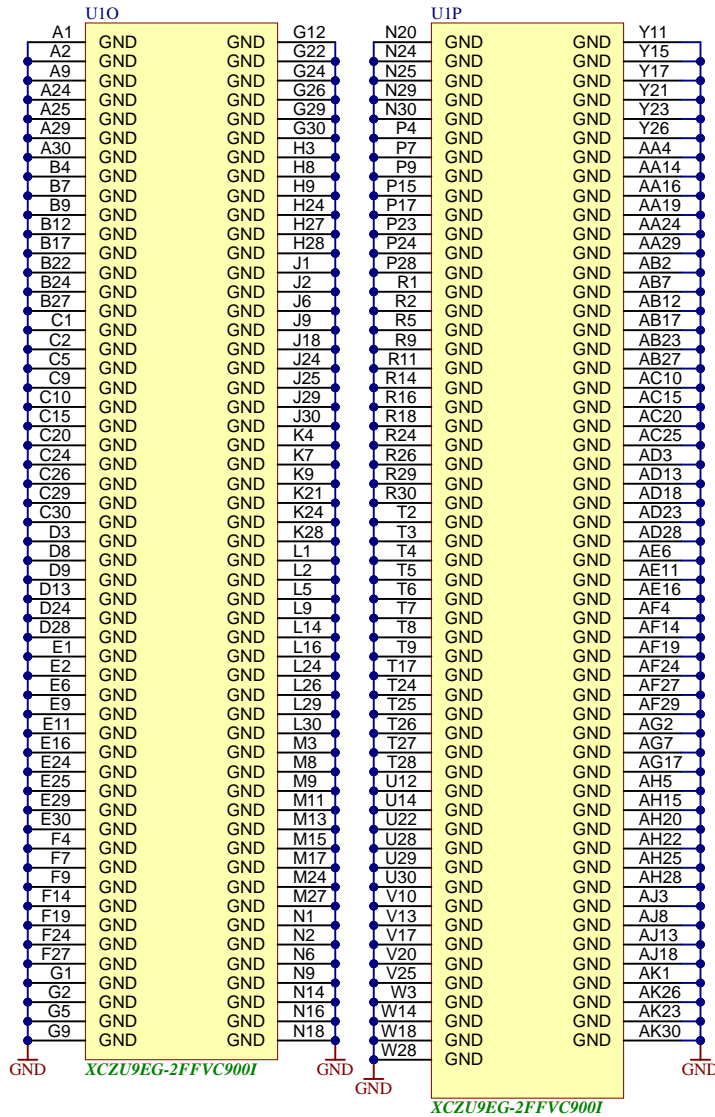 U1O
A1 GND GND G12
A2 GND GND G22
A9 GND GND G24
A24 GND GND G26
A25 GND GND G29
A29 GND GND G30
A30 GND GND H3
B4 GND GND H8
B7 GND GND H9
B9 GND GND H24
B12 GND GND H27
B17 GND GND H28
B22 GND GND J1
B24 GND GND J2
B27 GND GND J6
C1 GND GND J9
C2 GND GND J18
C5 GND GND J24
C9 GND GND J25
C10 GND GND J29
C15 GND GND J30
C20 GND GND K4
C24 GND GND K7
C26 GND GND K9
C29 GND GND K21
C30 GND GND K24
D3 GND GND K28
D8 GND GND L1
D9 GND GND L2
D13 GND GND L5
D24 GND GND L9
D28 GND GND L14
E1 GND GND L16
E2 GND GND L24
E6 GND GND L26
E9 GND GND L29
E11 GND GND L30
E16 GND GND M3
E24 GND GND M8
E25 GND GND M9
E29 GND GND M11
E30 GND GND M13
F4 GND GND M15
F7 GND GND M17
F9 GND GND M24
F14 GND GND M27
F19 GND GND N1
F24 GND GND N2
F27 GND GND N6
G1 GND GND N9
G2 GND GND N14
G5 GND GND N16
G9 GND GND N18
GND XCZU9EG-2FFVC900I GND
U1P
N20 GND GND Y11
N24 GND GND Y15
N25 GND GND Y17
N29 GND GND Y21
N30 GND GND Y23
P4 GND GND Y26
P7 GND GND AA4
P9 GND GND AA14
P15 GND GND AA16
P17 GND GND AA19
P23 GND GND AA24
P24 GND GND AA29
P28 GND GND AB2
R1 GND GND AB7
R2 GND GND AB12
R5 GND GND AB17
R9 GND GND AB23
R11 GND GND AB27
R14 GND GND AC10
R16 GND GND AC15
R18 GND GND AC20
R24 GND GND AC25
R26 GND GND AD3
R29 GND GND AD13
R30 GND GND AD18
T2 GND GND AD23
T3 GND GND AD28
T4 GND GND AE6
T5 GND GND AE11
T6 GND GND AE16
T7 GND GND AF4
T8 GND GND AF14
T9 GND GND AF19
T17 GND GND AF24
T24 GND GND AF27
T25 GND GND AF29
T26 GND GND AG2
T27 GND GND AG7
T28 GND GND AG17
U12 GND GND AH5
U14 GND GND AH15
U22 GND GND AH20
U28 GND GND AH22
U29 GND GND AH25
U30 GND GND AH28
V10 GND GND AJ3
V13 GND GND AJ8
V17 GND GND AJ13
V20 GND GND AJ18
V25 GND GND AK1
W3 GND GND AK26
W14 GND GND AK23
W18 GND GND AK30
W28 GND
GND GND
XCZU9EG-2FFVC900I